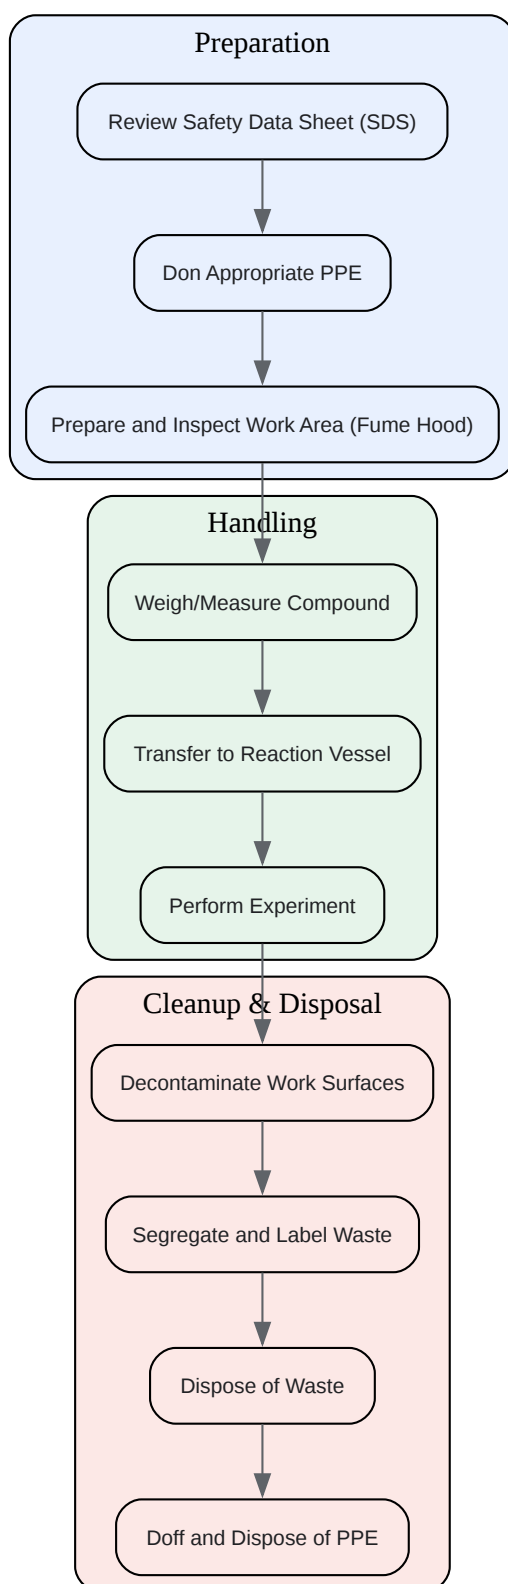 Preparation
Review Safety Data Sheet (SDS)
Don Appropriate PPE
Prepare and Inspect Work Area (Fume Hood)
Handling
Weigh/Measure Compound
Transfer to Reaction Vessel
Perform Experiment
Cleanup & Disposal
Decontaminate Work Surfaces
Segregate and Label Waste
Dispose of Waste
Doff and Dispose of PPE